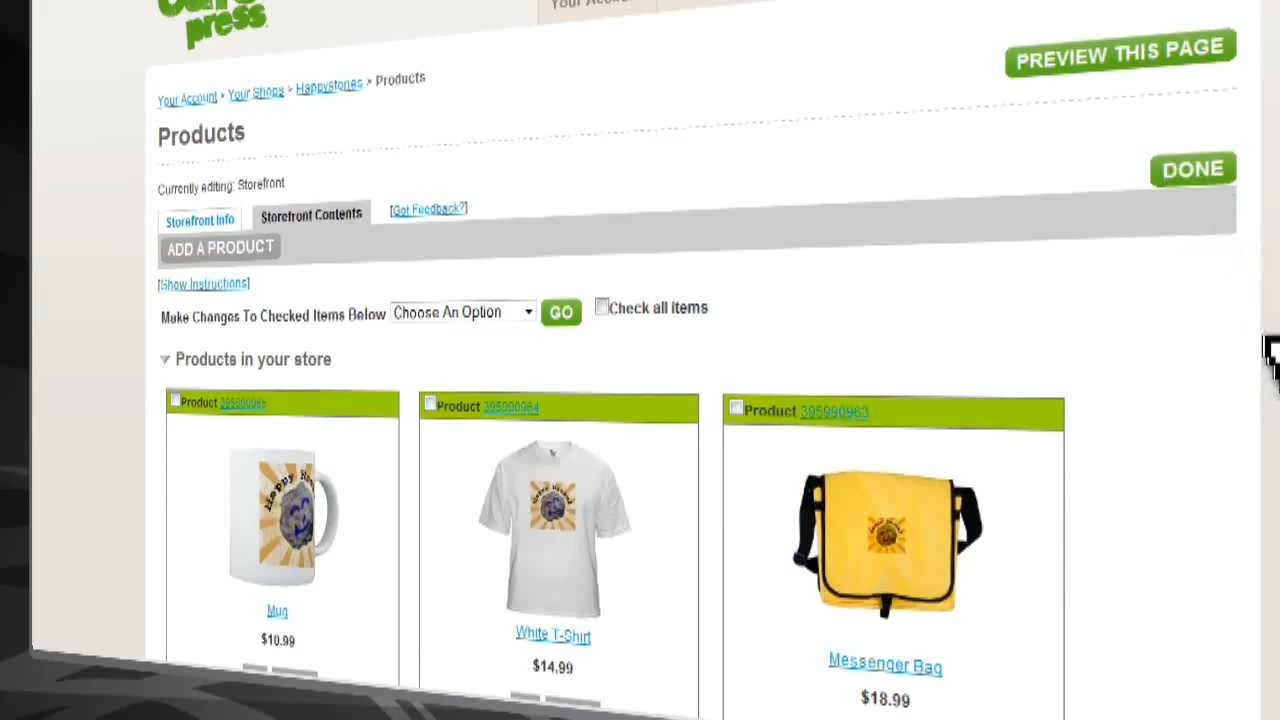 press
Your
PREVIEW THIS PAGE
Your Account > Your Shops > Happystones > Products
Products
DONE
Currently editing: Storefront
Storefront Info
Storefront Contents
[Got Feedback?]
ADD A PRODUCT
[Show Instructions]
Make Changes To Checked Items Below
Choose An Option
GO
Check all items
Products in your store
Product
Product 395990964
Product 395990963
Happy
Mug
White T-Shirt
Messenger Bag
$10.99
$14.99
$18.99